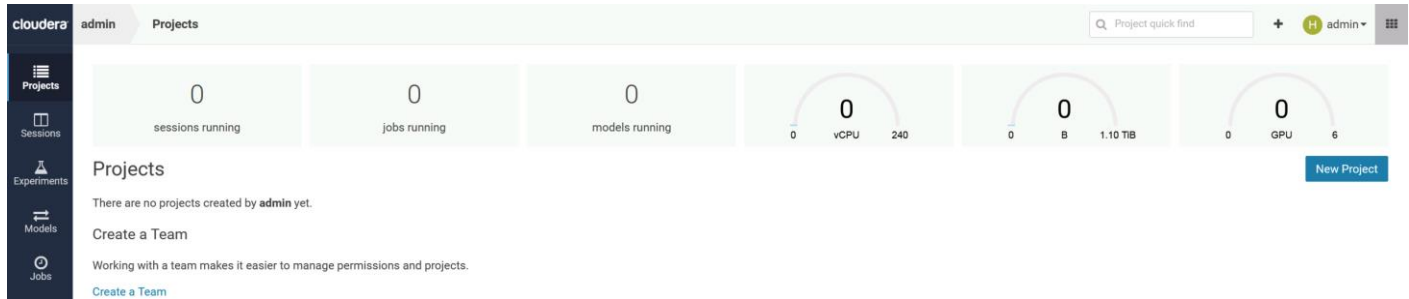 cloudera admin Projects Project quick find + H admin
Projects
Sessions
Experiments
Models
Jobs
0
sessions running
0
jobs running
0
models running
0
0 vCPU 240
0
0 B 1.10 TiB
0
0 GPU 6
Projects
New Project
There are no projects created by admin yet.
Create a Team
Working with a team makes it easier to manage permissions and projects.
Create a Team